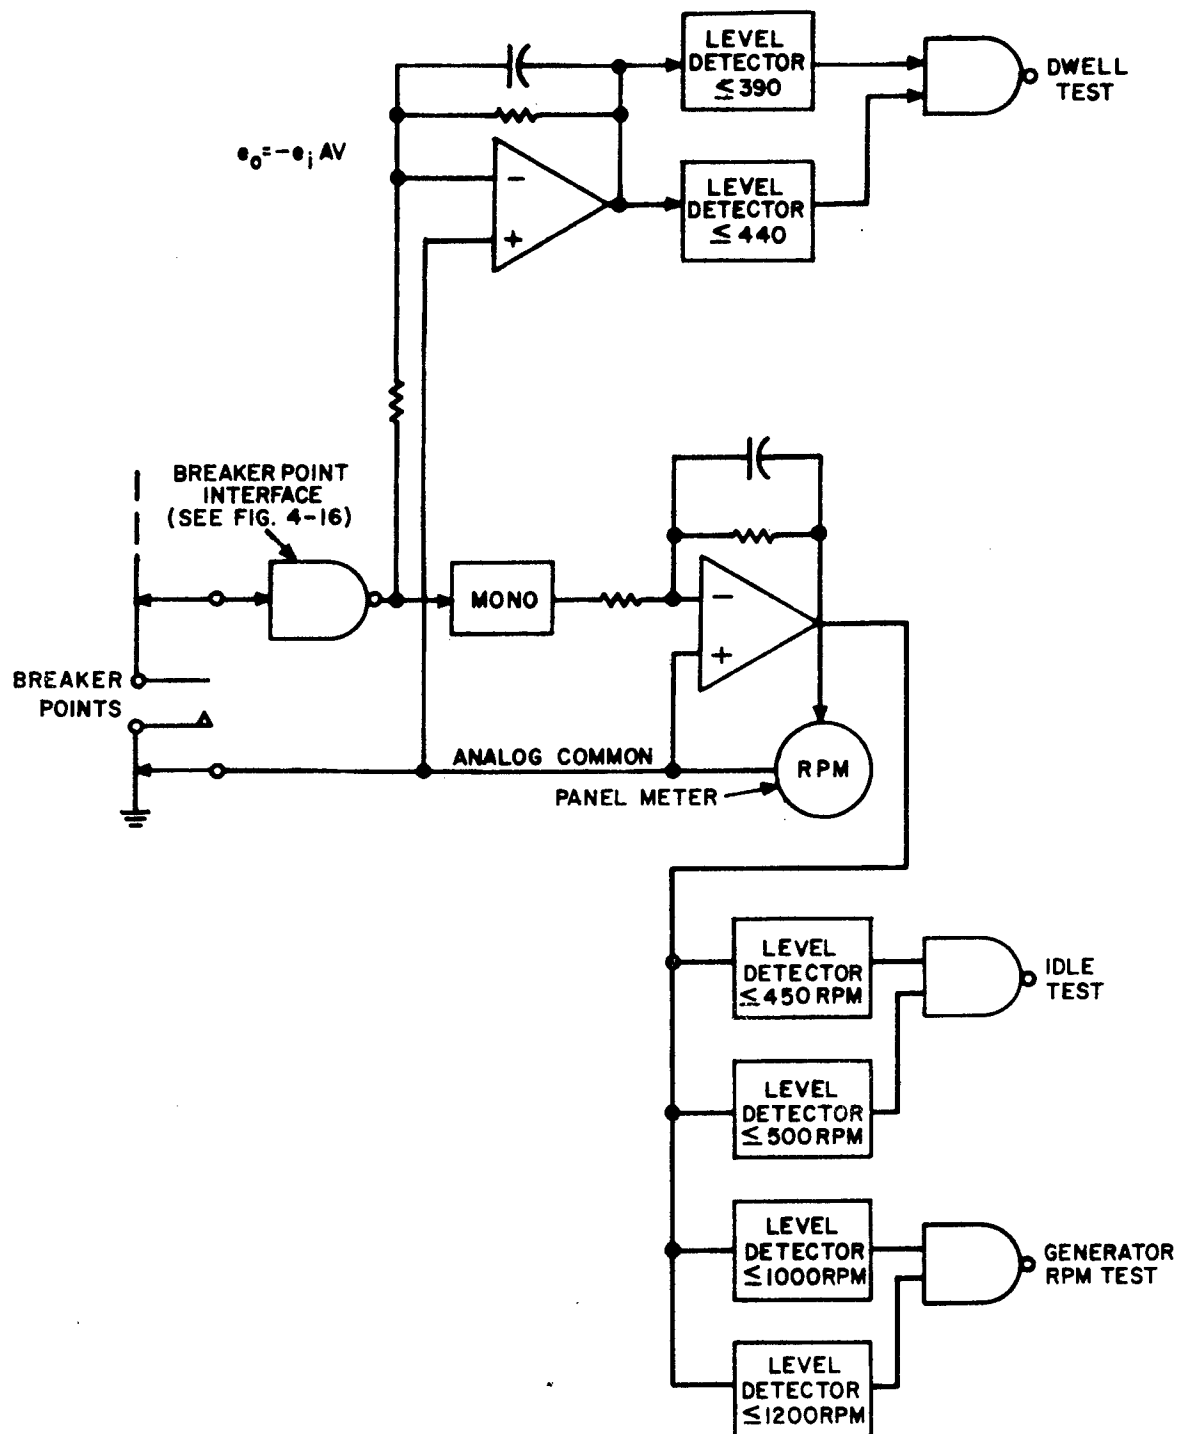 LEVEL
DETECTOR
≤390
DWELL
TEST
e₀=-eᵢ AV
−
+
LEVEL
DETECTOR
≤440
BREAKER POINT
INTERFACE
(SEE FIG. 4-16)
MONO
−
+
BREAKER
POINTS
ANALOG COMMON
RPM
PANEL METER
LEVEL
DETECTOR
≤450 RPM
IDLE
TEST
LEVEL
DETECTOR
≤500 RPM
LEVEL
DETECTOR
≤1000RPM
GENERATOR
RPM TEST
LEVEL
DETECTOR
≤1200RPM